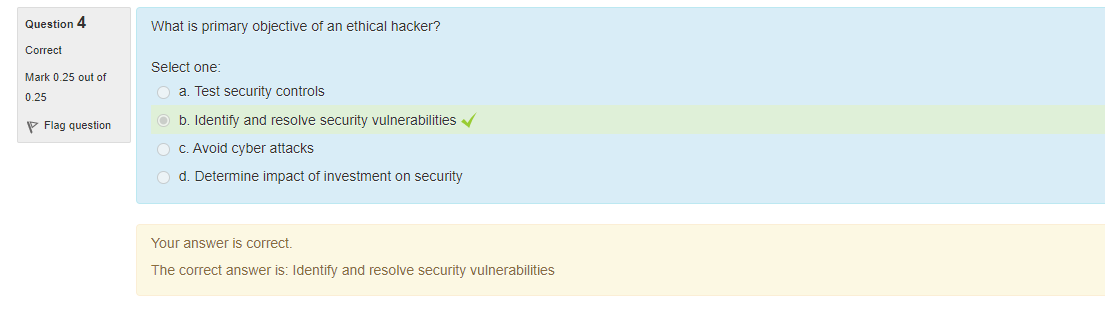 Question 4
Correct
Mark 0.25 out of
0.25
Flag question
What is primary objective of an ethical hacker?
Select one:
a. Test security controls
b. Identify and resolve security vulnerabilities
c. Avoid cyber attacks
d. Determine impact of investment on security
Your answer is correct.
The correct answer is: Identify and resolve security vulnerabilities